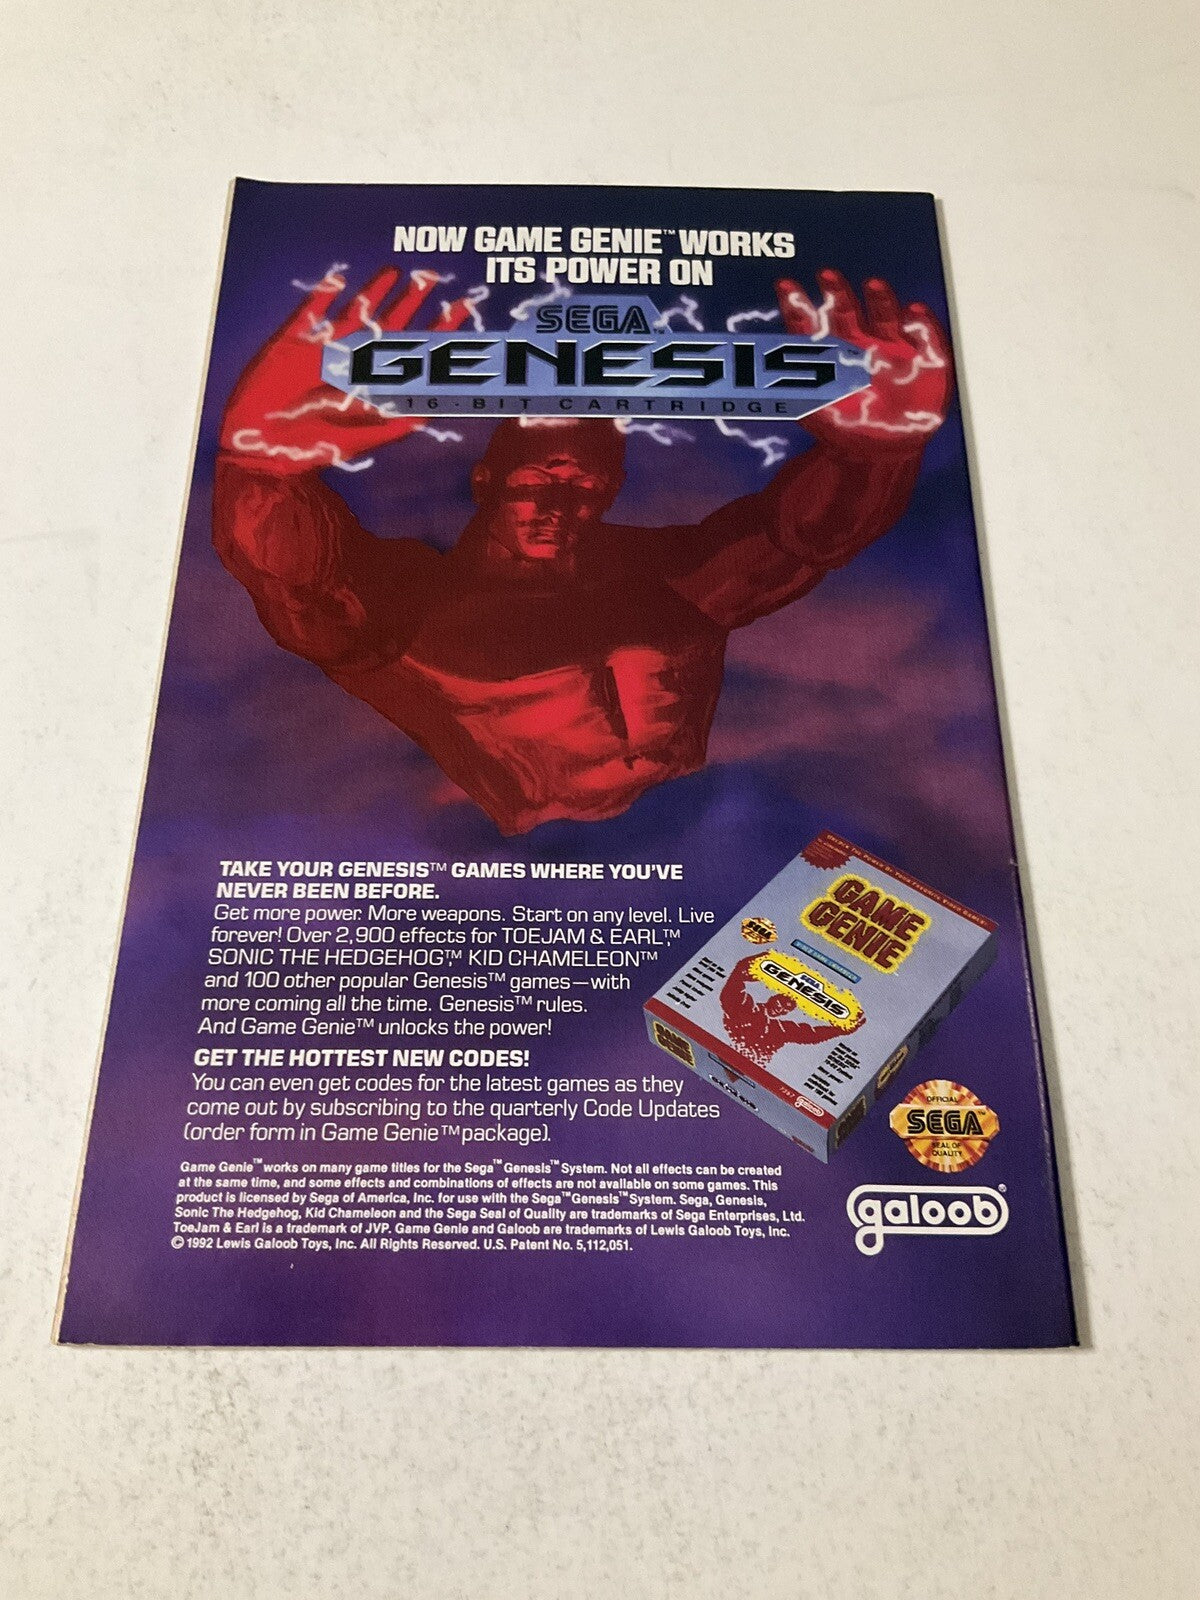 NOW GAME GENIE™ WORKS
ITS POWER ON
SEGA™
GENESIS™
16-BIT CARTRIDGE
TAKE YOUR GENESIS™ GAMES WHERE YOU'VE
NEVER BEEN BEFORE.
Get more power. More weapons. Start on any level. Live
forever! Over 2,900 effects for TOEJAM & EARL,™
SONIC THE HEDGEHOG,™ KID CHAMELEON™
and 100 other popular Genesis™ games—with
more coming all the time. Genesis™ rules.
And Game Genie™ unlocks the power!
GET THE HOTTEST NEW CODES!
You can even get codes for the latest games as they
come out by subscribing to the quarterly Code Updates
(order form in Game Genie™ package).
Game Genie™ works on many game titles for the Sega™ Genesis™ System. Not all effects can be created
at the same time, and some effects and combinations of effects are not available on some games. This
product is licensed by Sega of America, Inc. for use with the Sega™ Genesis™ System. Sega, Genesis,
Sonic The Hedgehog, Kid Chameleon and the Sega Seal of Quality are trademarks of Sega Enterprises, Ltd.
ToeJam & Earl is a trademark of JVP. Game Genie and Galoob are trademarks of Lewis Galoob Toys, Inc.
© 1992 Lewis Galoob Toys, Inc. All Rights Reserved. U.S. Patent No. 5,112,051.
GAME
GENIE™
SEGA
SEGA
GENESIS
GAME
GENIE
galoob
OFFICIAL
SEGA™
SEAL OF
QUALITY
galoob®